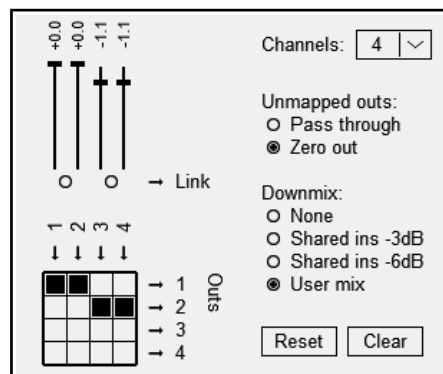 +0.0 +0.0 -1.1 -1.1
Channels: 4
Unmapped outs:
Pass through
Zero out
Link
Downmix:
None
Shared ins -3dB
Shared ins -6dB
User mix
1 2 3 4
1
2
3
4
Outs
Reset Clear